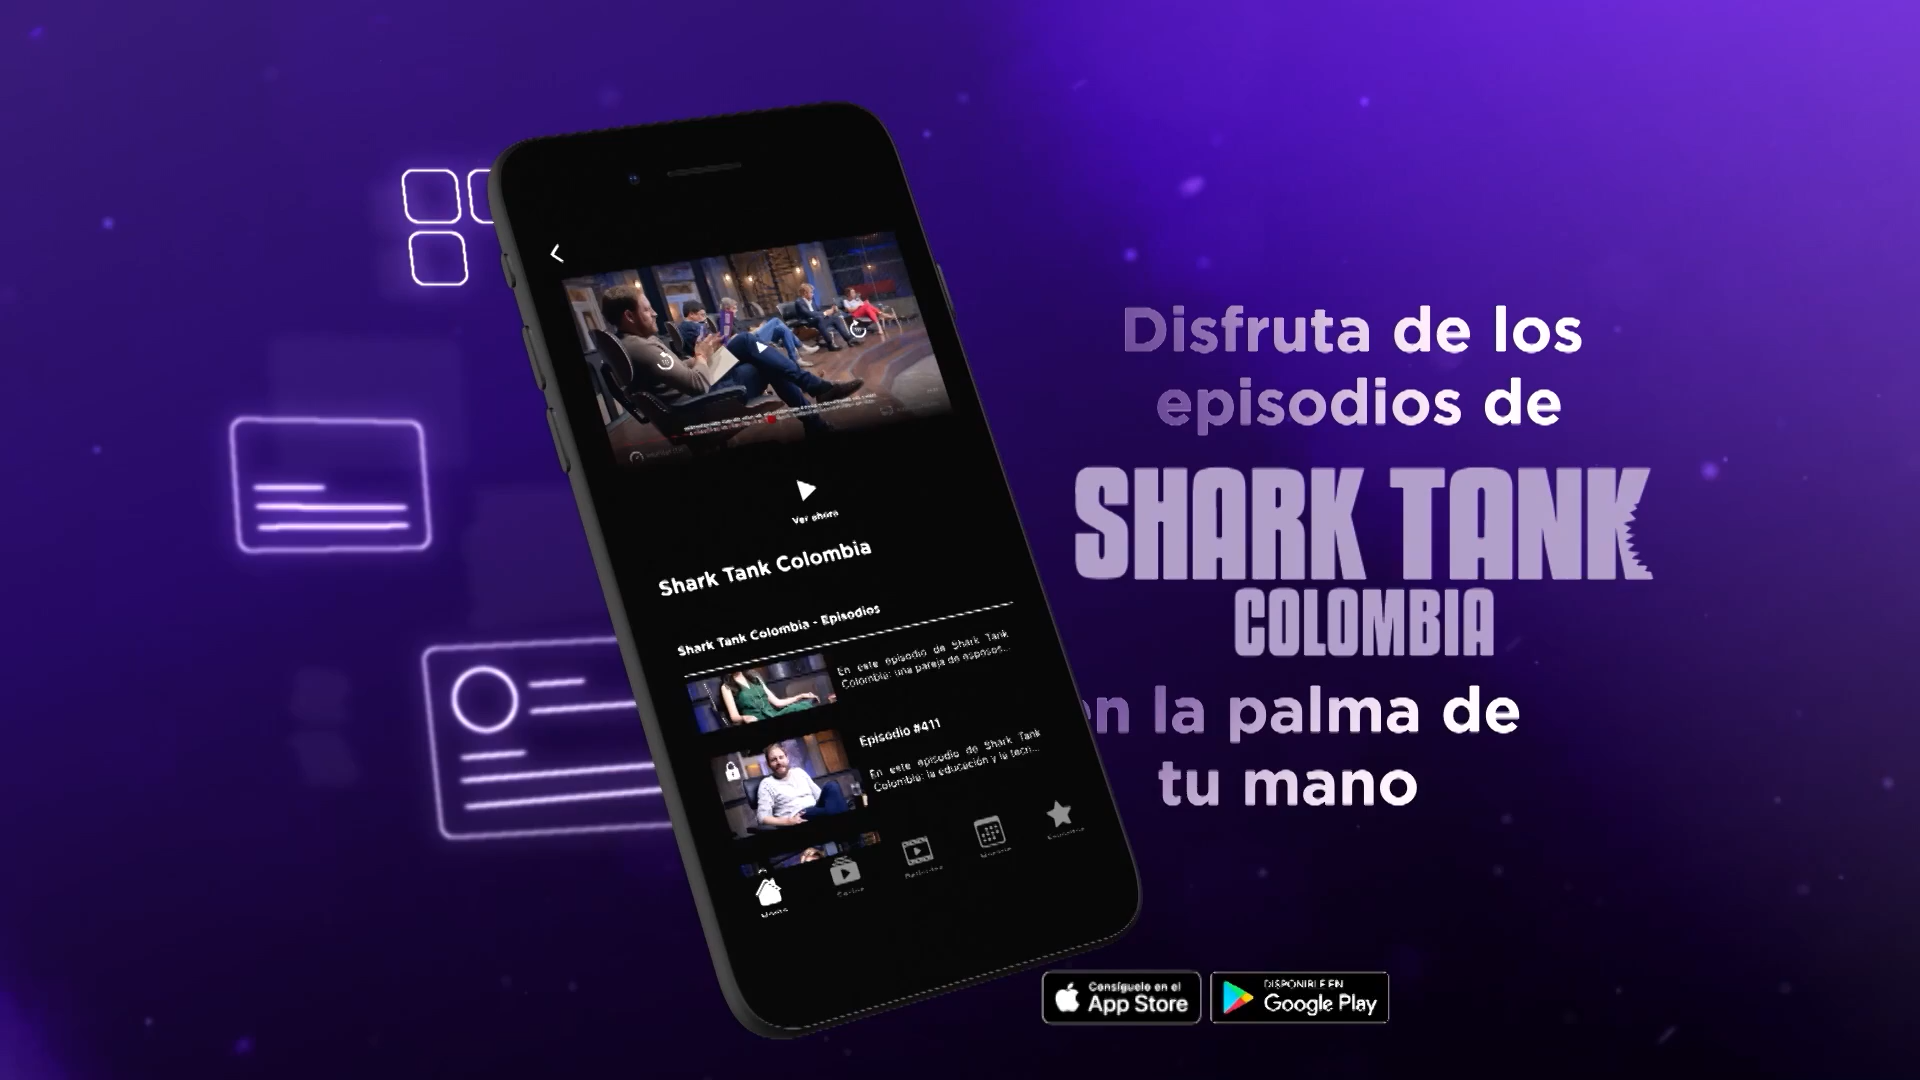 Disfruta de los
episodios de
SHARK TANK
COLOMBIA
en la palma de
tu mano
Ver ahora
Shark Tank Colombia
Shark Tank Colombia - Episodios
En este episodio de Shark Tank
Colombia: una pareja de esposos...
Episodio #411
En este episodio de Shark Tank
Colombia: la educación y la tecn...
Home
Consíguelo en el
App Store
DISPONIBLE EN
Google Play